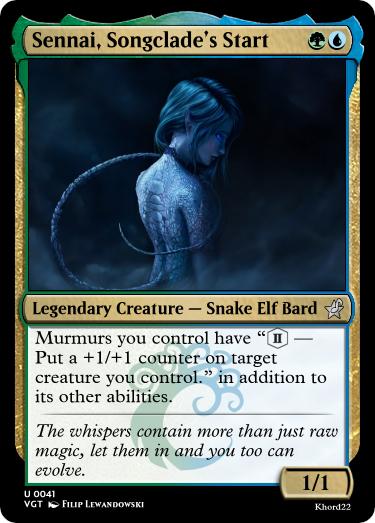 Sennai, Songclade's Start
Legendary Creature — Snake Elf Bard
Murmurs you control have “II —
Put a +1/+1 counter on target
creature you control.” in addition to
its other abilities.
The whispers contain more than just raw
magic, let them in and you too can
evolve.
1/1
U 0041
VGT Filip Lewandowski
Khord22